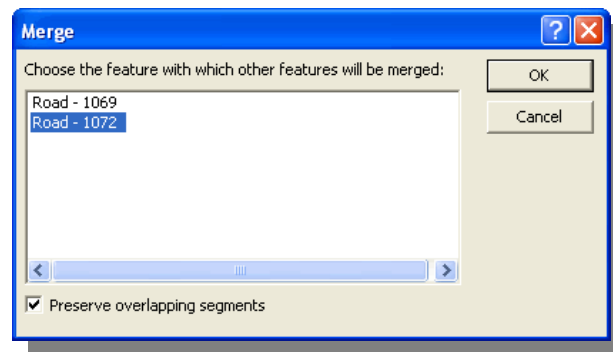 Merge
Choose the feature with which other features will be merged:
OK
Road - 1069
Road - 1072
Cancel
Preserve overlapping segments